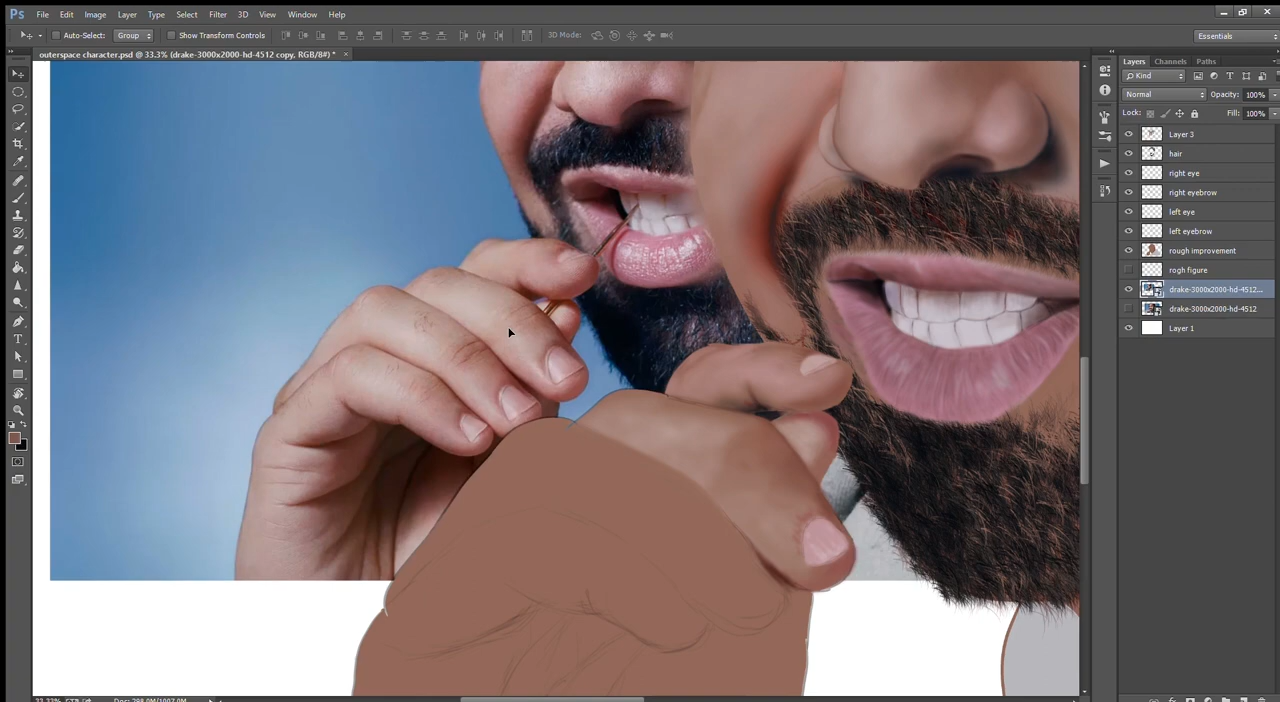 Ps File Edit Image Layer Type Select Filter 3D View Window Help
Auto-Select: Group Show Transform Controls 3D Mode: Essentials
outerspace character.psd @ 33.3% (drake-3000x2000-hd-4512 copy, RGB/8#) * ×
Layers Channels Paths
Kind
Normal Opacity: 100%
Lock: Fill: 100%
Layer 3
hair
right eye
right eyebrow
left eye
left eyebrow
rough improvement
rogh figure
drake-3000x2000-hd-4512...
drake-3000x2000-hd-4512
Layer 1